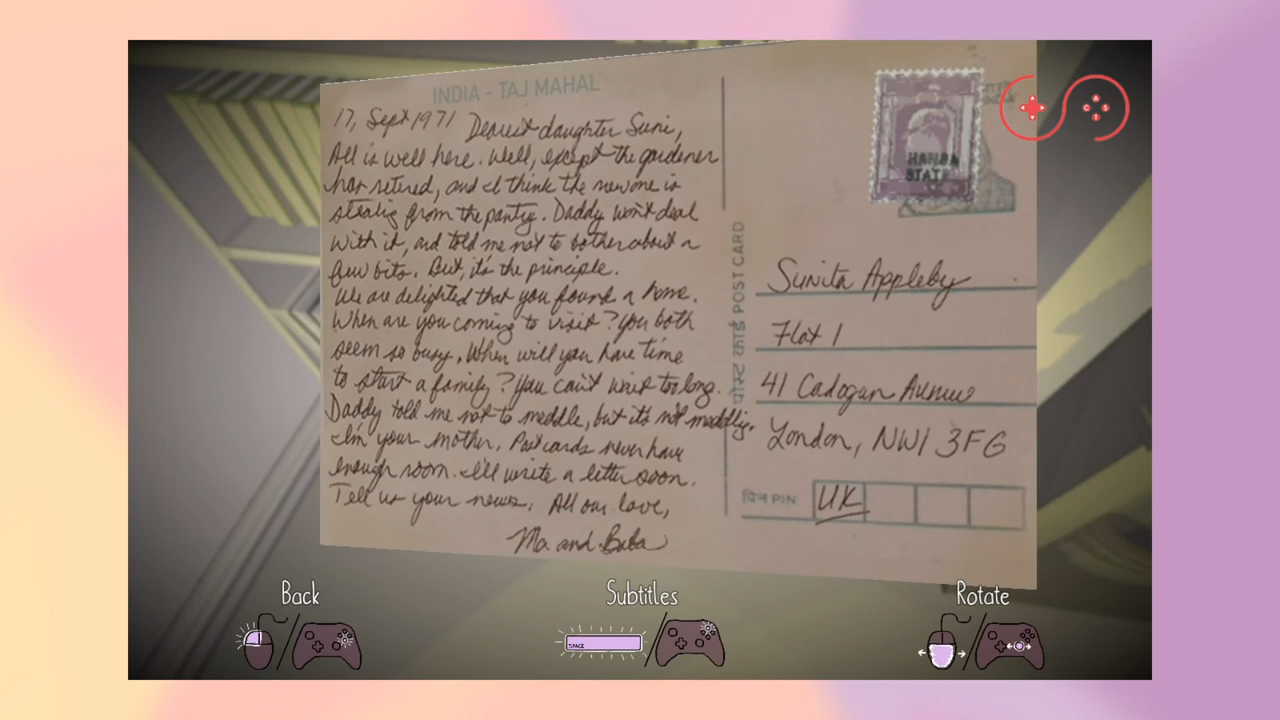 INDIA - TAJ MAHAL
17, Sept 1971 Dearest daughter Suni,
All is well here. Well, except the gardener
has retired, and I think the new one is
stealing from the pantry. Daddy won't deal
with it, and told me not to bother about a
few bits. But, it's the principle.
We are delighted that you found a home.
When are you coming to visit? You both
seem so busy. When will you have time
to start a family? You can't wait too long.
Daddy told me not to meddle, but it's not meddling.
I'm your mother. Postcards never have
enough room. I'll write a letter soon.
Tell us your news. All our love,
Ma and Baba
पोस्ट कार्ड POST CARD
STATE
Sunita Appleby
Flat 1
41 Cadogan Avenue
London, NW1 3FG
पिन PIN UK
Back
Subtitles
Rotate
SPACE